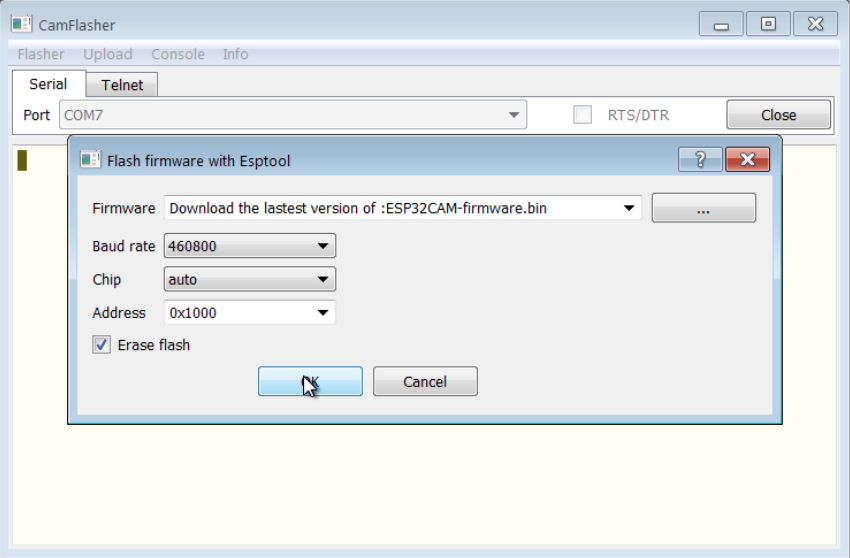 CamFlasher
Flasher Upload Console Info
Serial Telnet
Port COM7 RTS/DTR Close
Flash firmware with Esptool ?
Firmware Download the lastest version of :ESP32CAM-firmware.bin ...
Baud rate 460800
Chip auto
Address 0x1000
Erase flash
OK Cancel